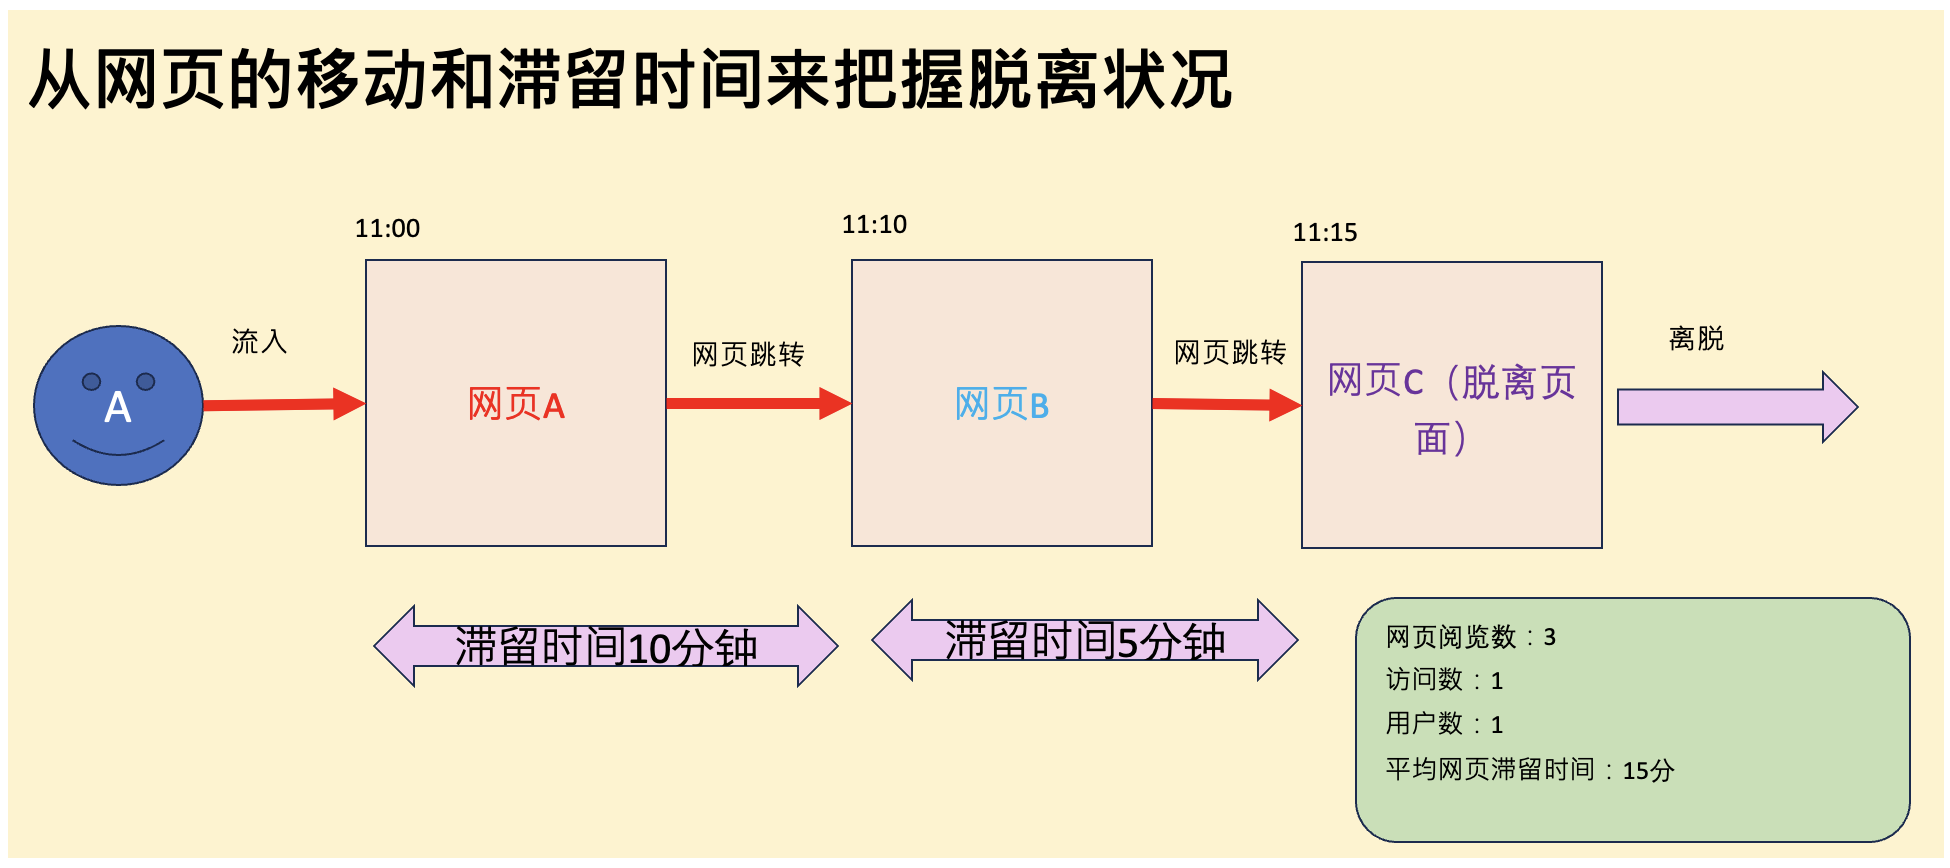 从网页的移动和滞留时间来把握脱离状况
11:00
11:10
11:15
流入
网页跳转
网页跳转
离脱
A
网页A
网页B
网页C（脱离页
面）
滞留时间10分钟
滞留时间5分钟
网页阅览数：3
访问数：1
用户数：1
平均网页滞留时间：15分